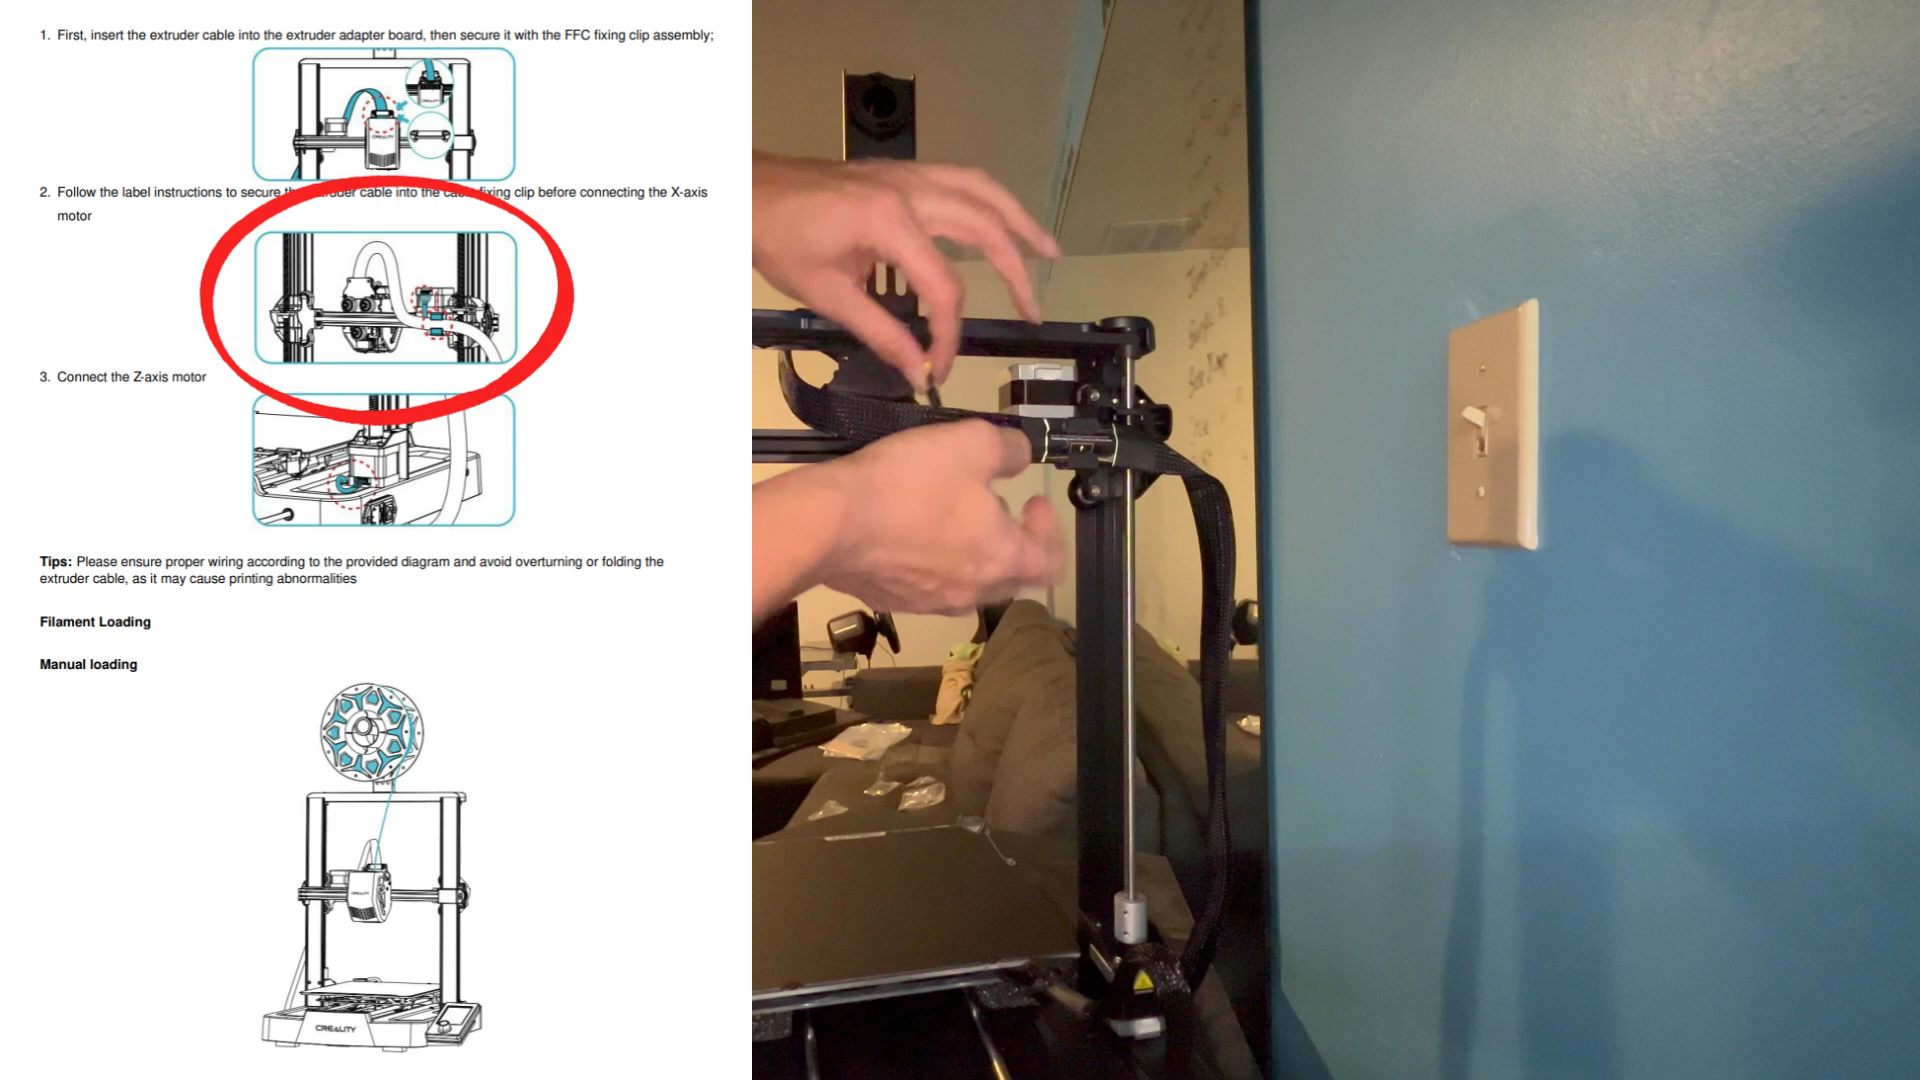 1. First, insert the extruder cable into the extruder adapter board, then secure it with the FFC fixing clip assembly;
CREALITY
CREALITY
2. Follow the label instructions to secure cable into the fixing clip before connecting the X-axis
motor
3. Connect the Z-axis motor
Tips: Please ensure proper wiring according to the provided diagram and avoid overturning or folding the
extruder cable, as it may cause printing abnormalities
Filament Loading
Manual loading
CREALITY